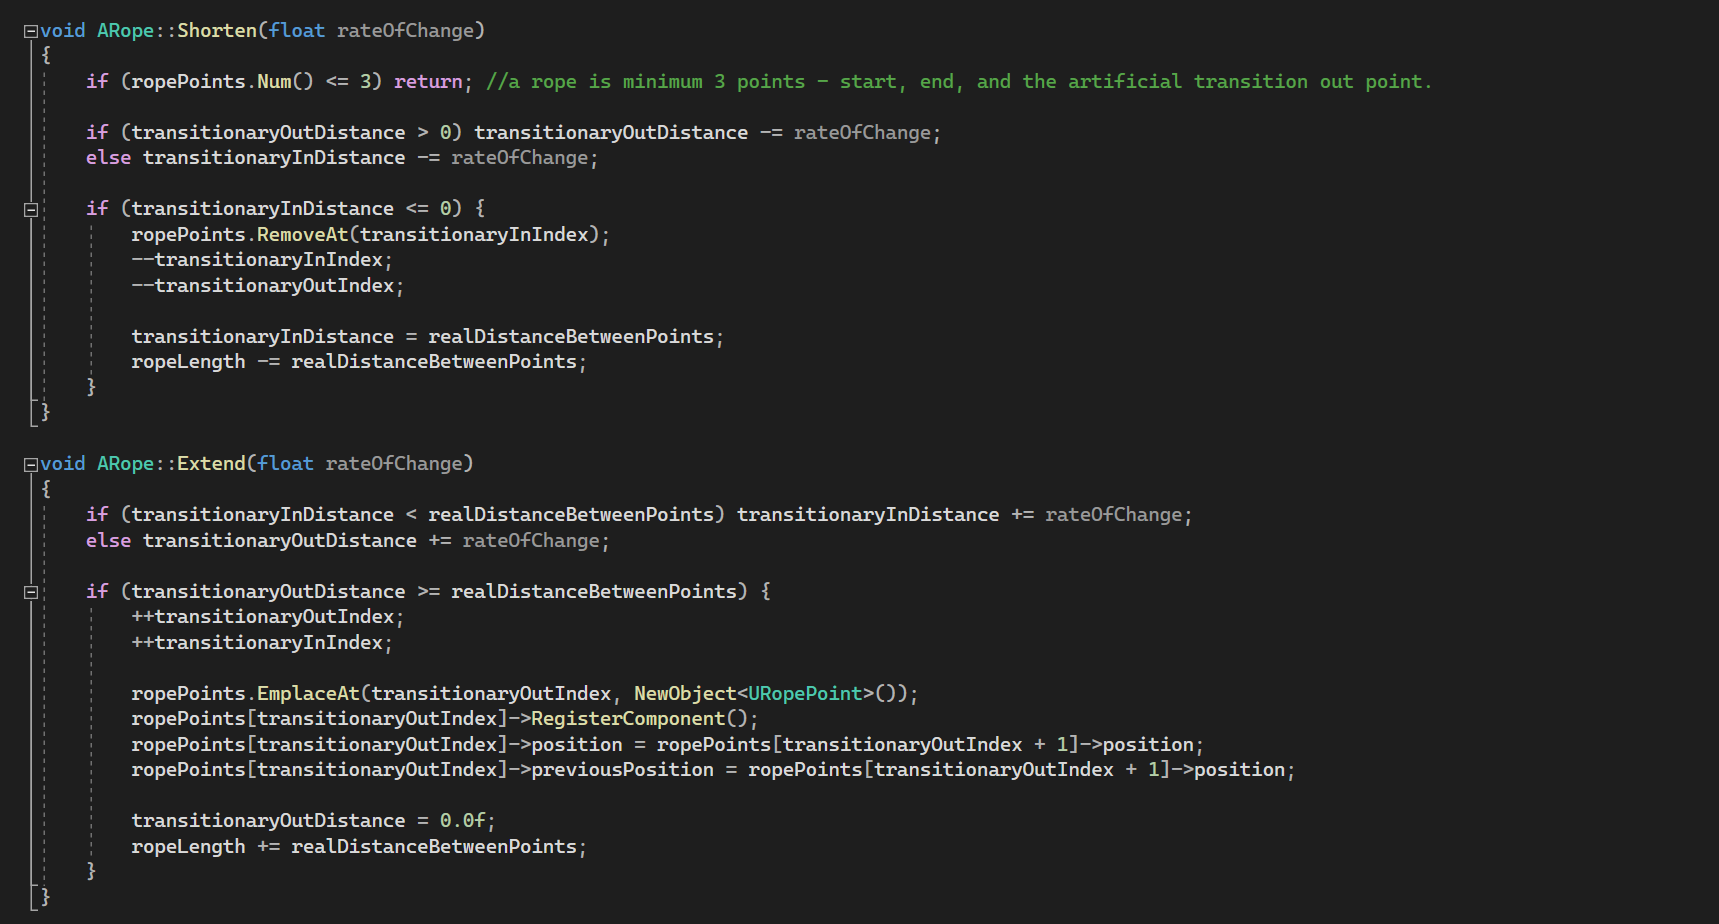 void ARope::Shorten(float rateOfChange)
{
    if (ropePoints.Num() <= 3) return; //a rope is minimum 3 points - start, end, and the artificial transition out point.

    if (transitionaryOutDistance > 0) transitionaryOutDistance -= rateOfChange;
    else transitionaryInDistance -= rateOfChange;

    if (transitionaryInDistance <= 0) {
        ropePoints.RemoveAt(transitionaryInIndex);
        --transitionaryInIndex;
        --transitionaryOutIndex;

        transitionaryInDistance = realDistanceBetweenPoints;
        ropeLength -= realDistanceBetweenPoints;
    }
}

void ARope::Extend(float rateOfChange)
{
    if (transitionaryInDistance < realDistanceBetweenPoints) transitionaryInDistance += rateOfChange;
    else transitionaryOutDistance += rateOfChange;

    if (transitionaryOutDistance >= realDistanceBetweenPoints) {
        ++transitionaryOutIndex;
        ++transitionaryInIndex;

        ropePoints.EmplaceAt(transitionaryOutIndex, NewObject<URopePoint>());
        ropePoints[transitionaryOutIndex]->RegisterComponent();
        ropePoints[transitionaryOutIndex]->position = ropePoints[transitionaryOutIndex + 1]->position;
        ropePoints[transitionaryOutIndex]->previousPosition = ropePoints[transitionaryOutIndex + 1]->position;

        transitionaryOutDistance = 0.0f;
        ropeLength += realDistanceBetweenPoints;
    }
}